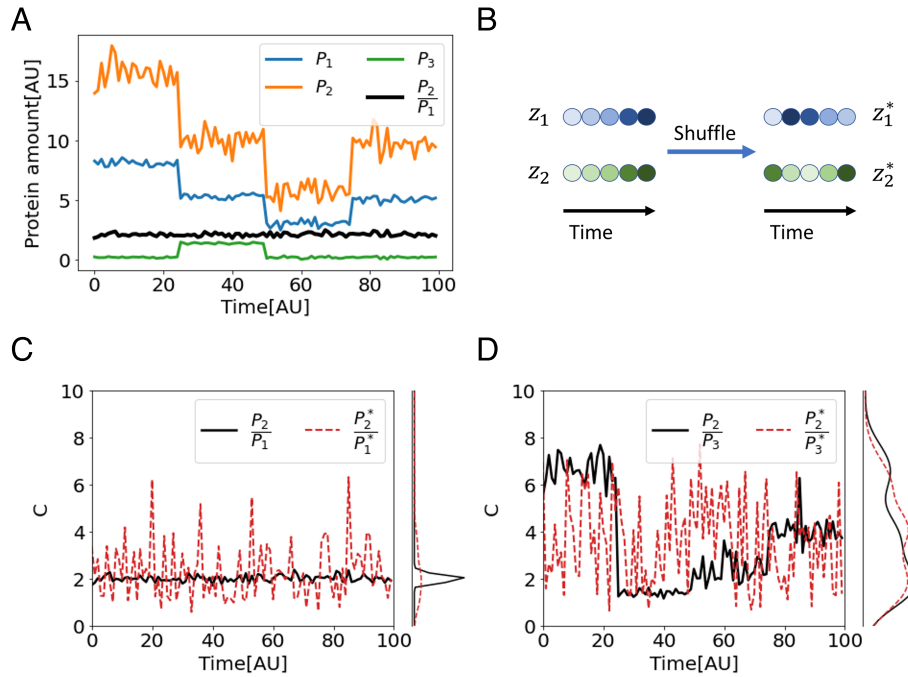 A
Protein amount[AU]
15
10
5
0
P₁
P₂
P₃
P₂
P₁
0
20
40
60
80
100
Time[AU]
B
z₁
z₂
Shuffle
z₁*
z₂*
Time
Time
C
C
10
8
6
4
2
0
P₂
P₁
P₂*
P₁*
0
20
40
60
80
100
Time[AU]
D
C
10
8
6
4
2
0
P₂
P₃
P₂*
P₃*
0
20
40
60
80
100
Time[AU]